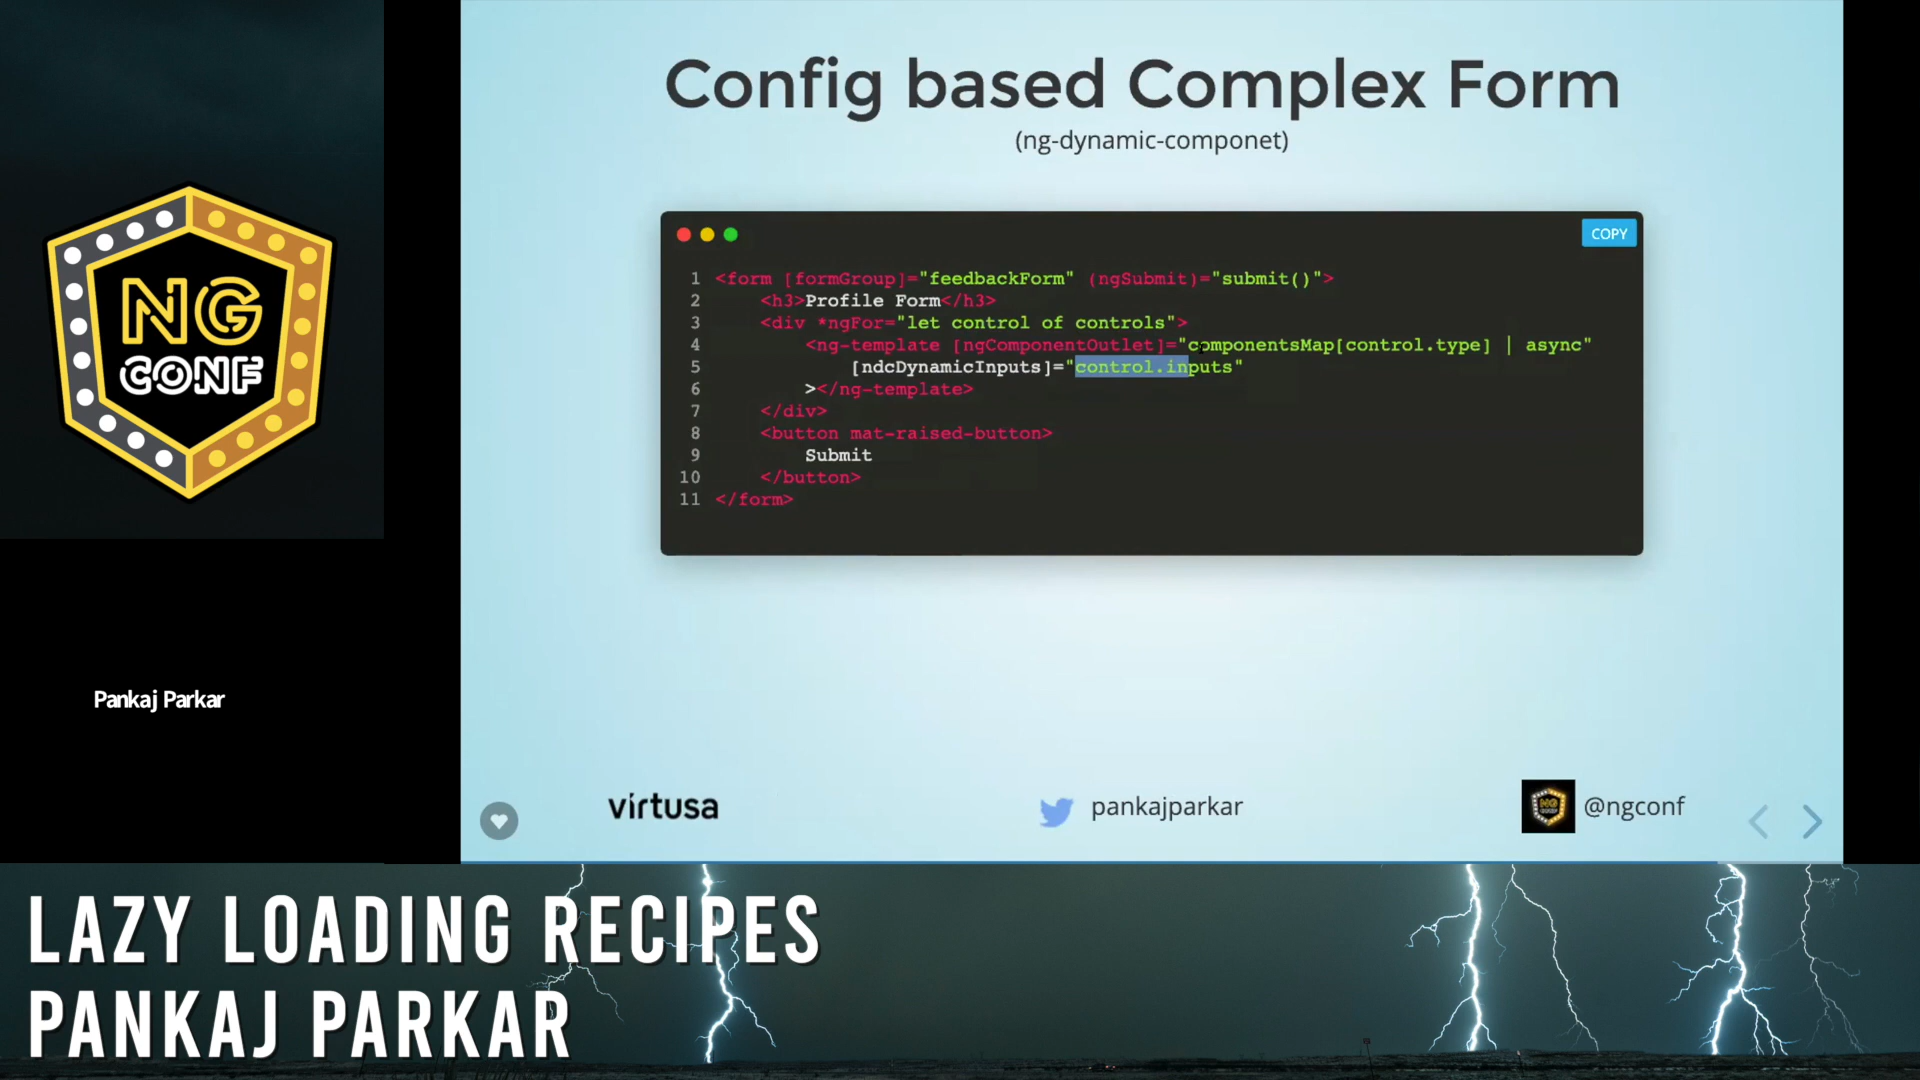 NG
CONF
Pankaj Parkar
Config based Complex Form
(ng-dynamic-componet)
COPY
1 <form [formGroup]="feedbackForm" (ngSubmit)="submit()">
2 <h3>Profile Form</h3>
3 <div *ngFor="let control of controls">
4 <ng-template [ngComponentOutlet]="componentsMap[control.type] | async"
5 [ndcDynamicInputs]="control.inputs"
6 ></ng-template>
7 </div>
8 <button mat-raised-button>
9 Submit
10 </button>
11 </form>
virtusa
pankajparkar
NG
CONF
@ngconf
LAZY LOADING RECIPES
PANKAJ PARKAR